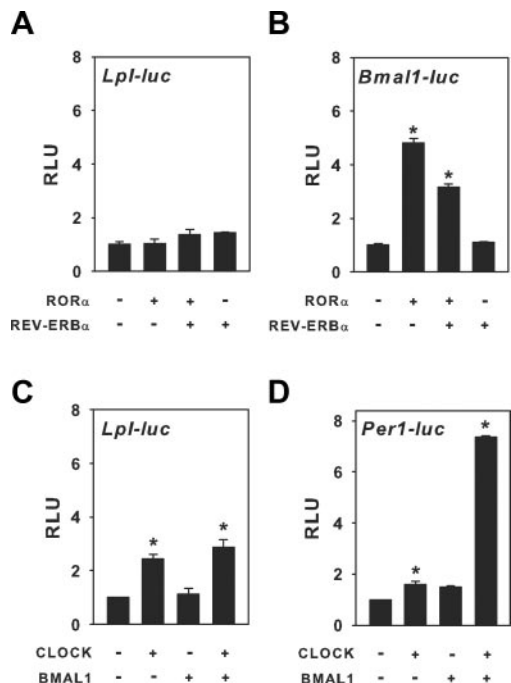 A
Lpl-luc
RLU
8
6
4
2
0
RORα - + + -
REV-ERBα - - + +
B
Bmal1-luc
RLU
8
6
4
2
0
*
*
RORα - + + -
REV-ERBα - - + +
C
Lpl-luc
RLU
8
6
4
2
0
*
*
CLOCK - + - +
BMAL1 - - + +
D
Per1-luc
RLU
8
6
4
2
0
*
*
CLOCK - + - +
BMAL1 - - + +